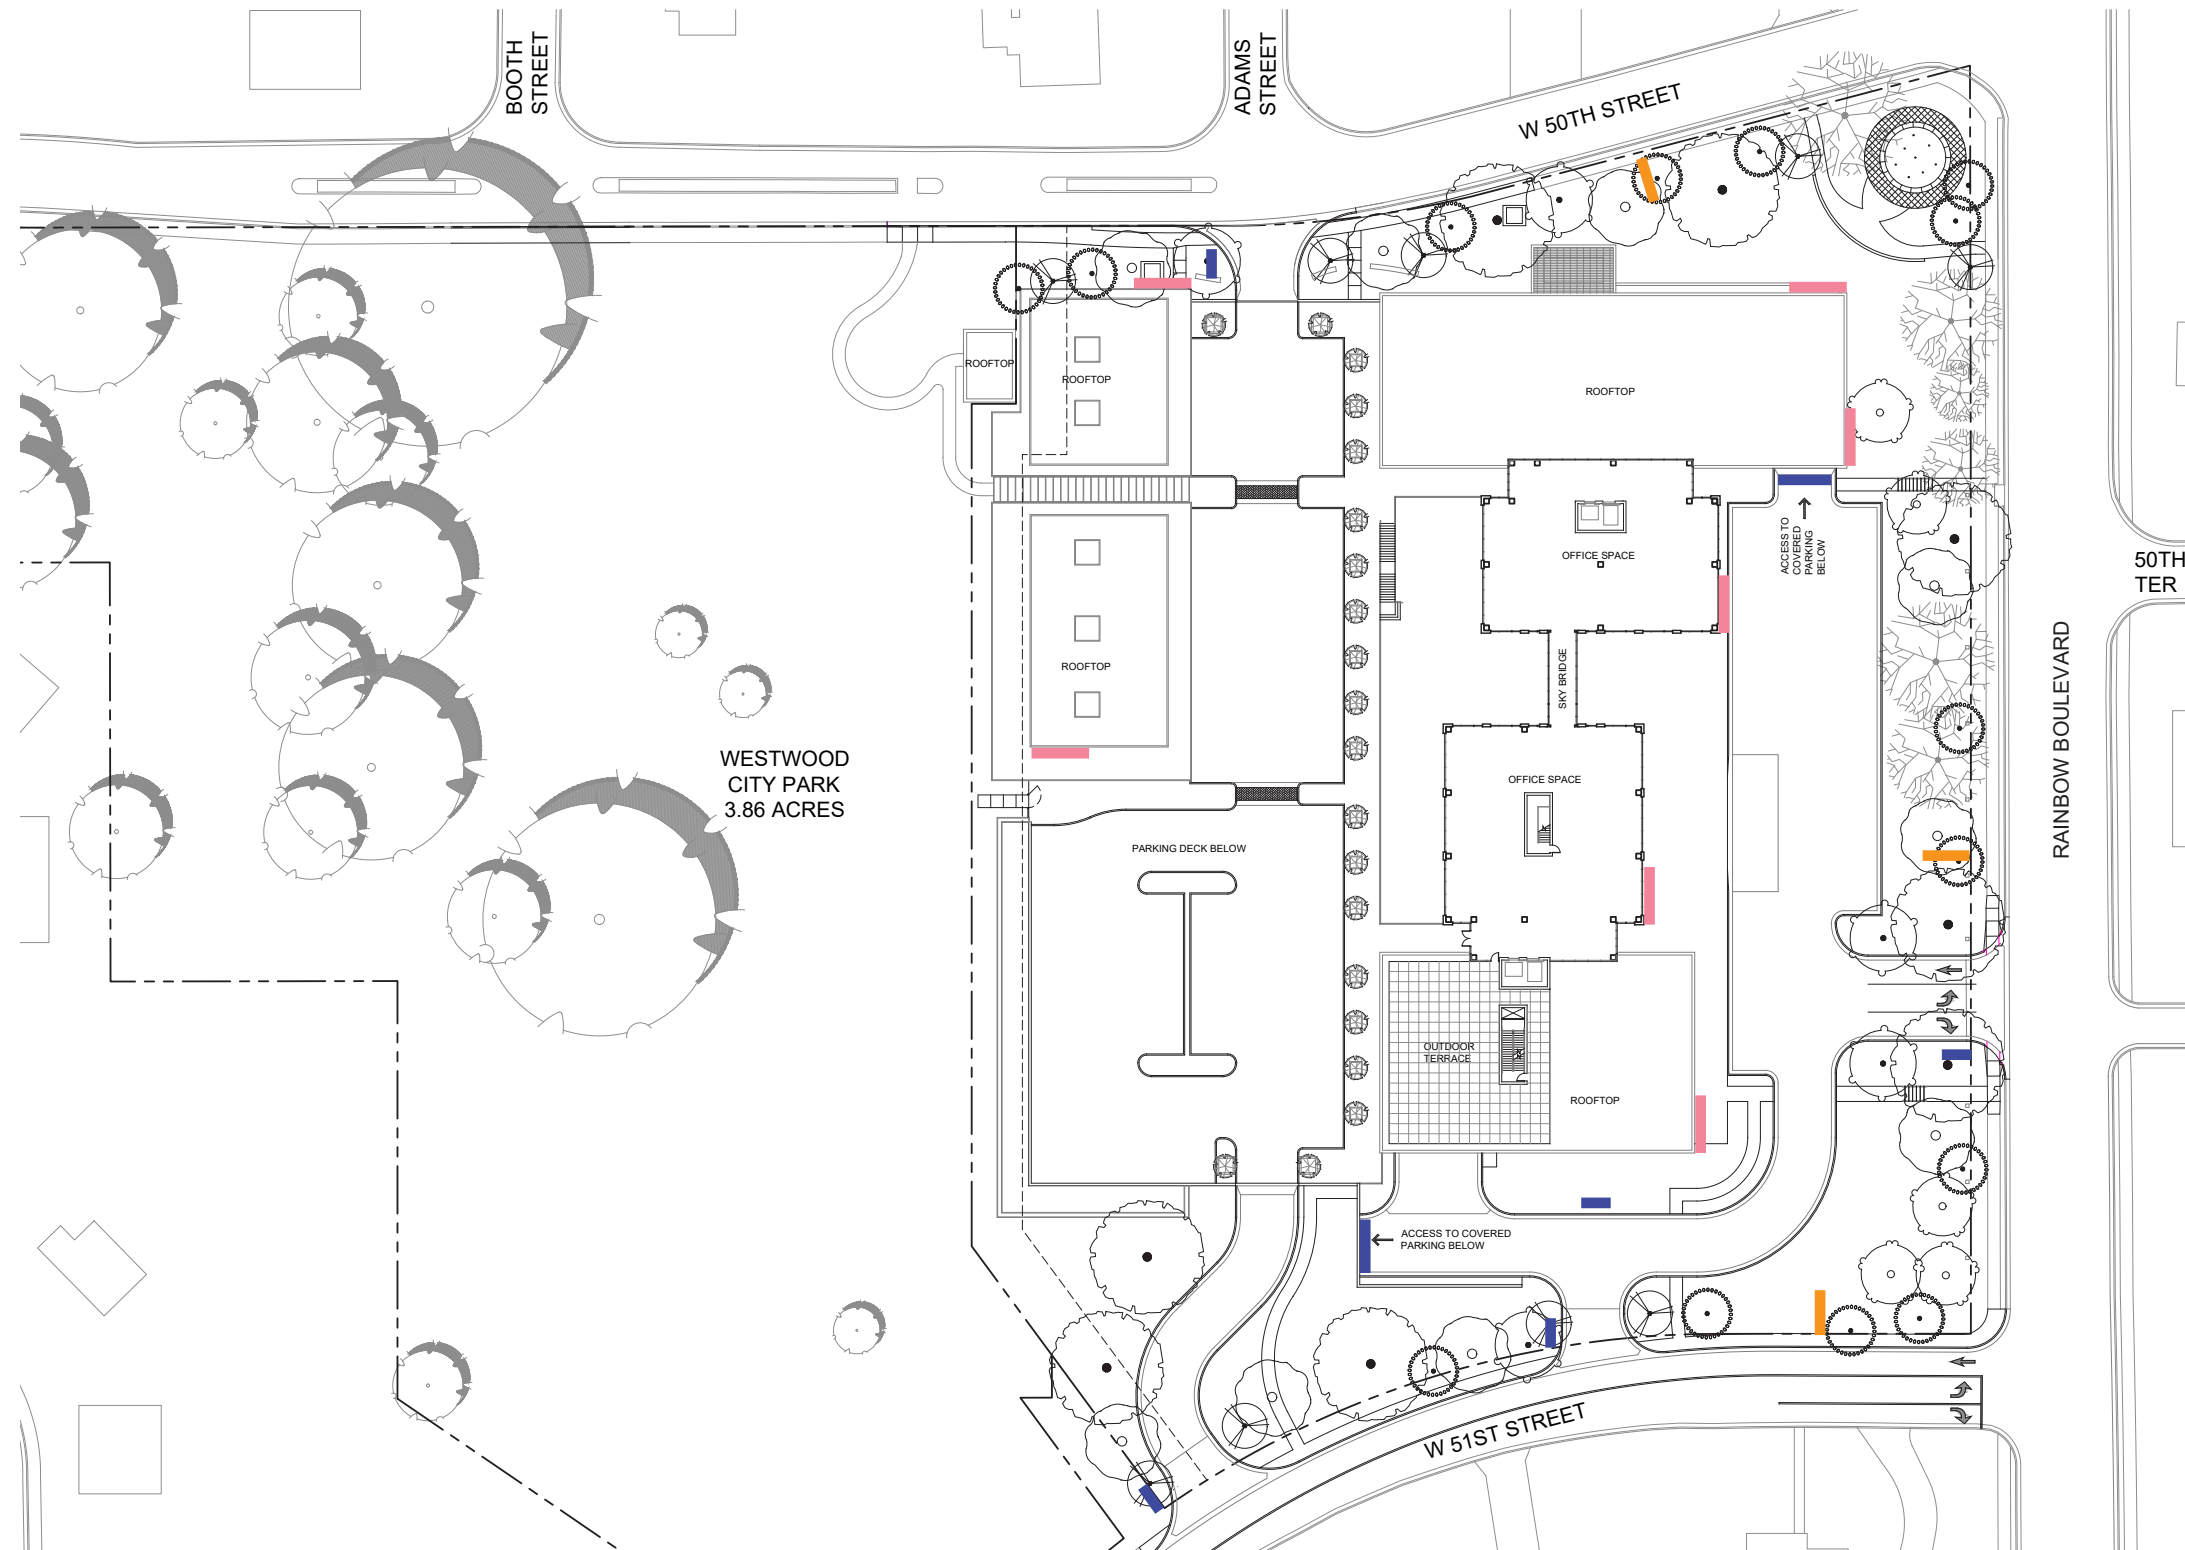 BOOTH
STREET
ADAMS
STREET
W 50TH STREET
ROOFTOP
ROOFTOP
ROOFTOP
OFFICE SPACE
ACCESS TO
COVERED
PARKING
BELOW
50TH
TER
RAINBOW BOULEVARD
SKY BRIDGE
ROOFTOP
WESTWOOD
CITY PARK
3.86 ACRES
OFFICE SPACE
PARKING DECK BELOW
OUTDOOR
TERRACE
ROOFTOP
ACCESS TO COVERED
PARKING BELOW
W 51ST STREET